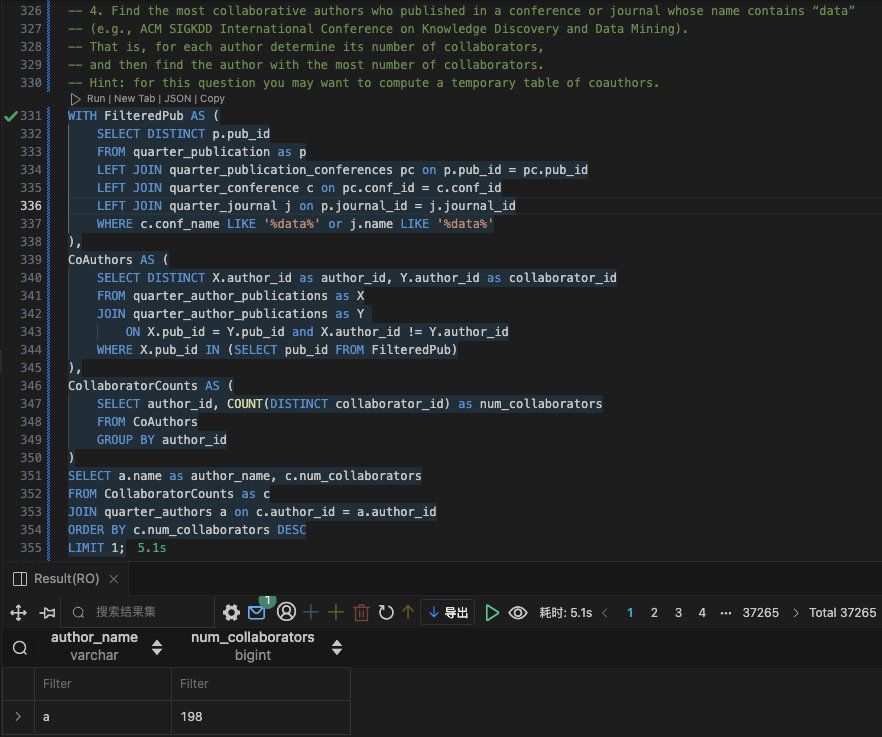 326 -- 4. Find the most collaborative authors who published in a conference or journal whose name contains “data”
327 -- (e.g., ACM SIGKDD International Conference on Knowledge Discovery and Data Mining).
328 -- That is, for each author determine its number of collaborators,
329 -- and then find the author with the most number of collaborators.
330 -- Hint: for this question you may want to compute a temporary table of coauthors.
Run | New Tab | JSON | Copy
331 WITH FilteredPub AS (
332 SELECT DISTINCT p.pub_id
333 FROM quarter_publication as p
334 LEFT JOIN quarter_publication_conferences pc on p.pub_id = pc.pub_id
335 LEFT JOIN quarter_conference c on pc.conf_id = c.conf_id
336 LEFT JOIN quarter_journal j on p.journal_id = j.journal_id
337 WHERE c.conf_name LIKE '%data%' or j.name LIKE '%data%'
338 ),
339 CoAuthors AS (
340 SELECT DISTINCT X.author_id as author_id, Y.author_id as collaborator_id
341 FROM quarter_author_publications as X
342 JOIN quarter_author_publications as Y
343 ON X.pub_id = Y.pub_id and X.author_id != Y.author_id
344 WHERE X.pub_id IN (SELECT pub_id FROM FilteredPub)
345 ),
346 CollaboratorCounts AS (
347 SELECT author_id, COUNT(DISTINCT collaborator_id) as num_collaborators
348 FROM CoAuthors
349 GROUP BY author_id
350 )
351 SELECT a.name as author_name, c.num_collaborators
352 FROM CollaboratorCounts as c
353 JOIN quarter_authors a on c.author_id = a.author_id
354 ORDER BY c.num_collaborators DESC
355 LIMIT 1; 5.1s
Result(RO)
搜索结果集 1 导出 耗时: 5.1s < 1 2 3 4 ··· 37265 > Total 37265
author_name num_collaborators
varchar bigint
Filter Filter
a 198